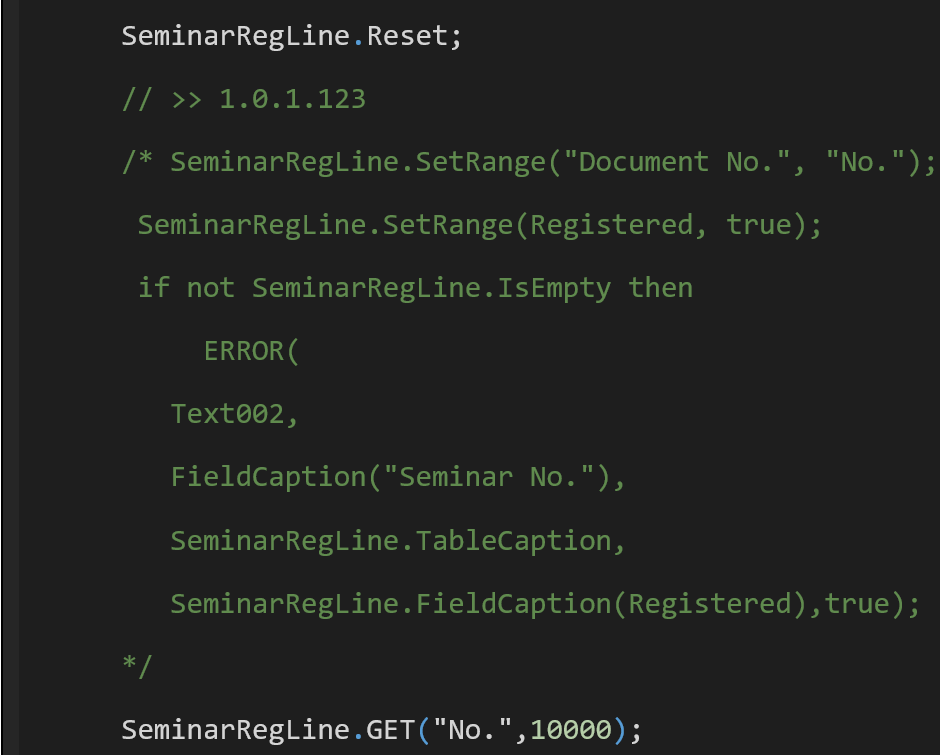 SeminarRegLine.Reset;
// >> 1.0.1.123
/* SeminarRegLine.SetRange("Document No.", "No.");
SeminarRegLine.SetRange(Registered, true);
if not SeminarRegLine.IsEmpty then
ERROR(
Text002,
FieldCaption("Seminar No."),
SeminarRegLine.TableCaption,
SeminarRegLine.FieldCaption(Registered),true);
*/
SeminarRegLine.GET("No.",10000);